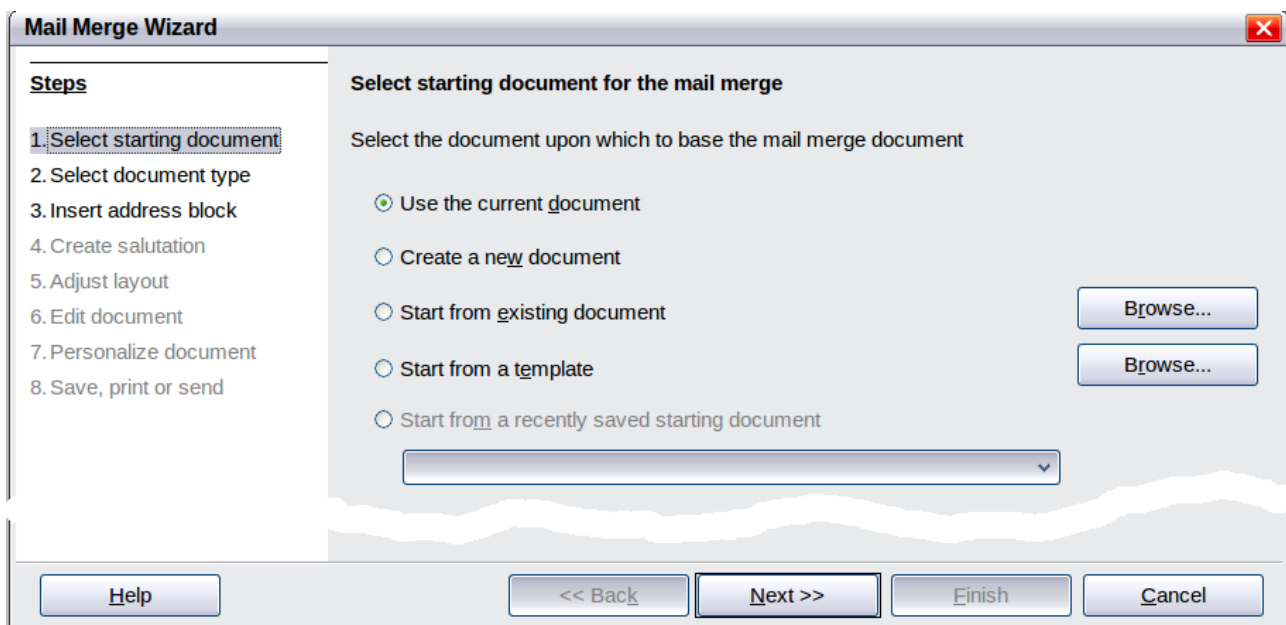 Mail Merge Wizard
Steps
1. Select starting document
2. Select document type
3. Insert address block
4. Create salutation
5. Adjust layout
6. Edit document
7. Personalize document
8. Save, print or send
Select starting document for the mail merge
Select the document upon which to base the mail merge document
Use the current document
Create a new document
Start from existing document
Browse...
Start from a template
Browse...
Start from a recently saved starting document
Help
<< Back
Next >>
Finish
Cancel